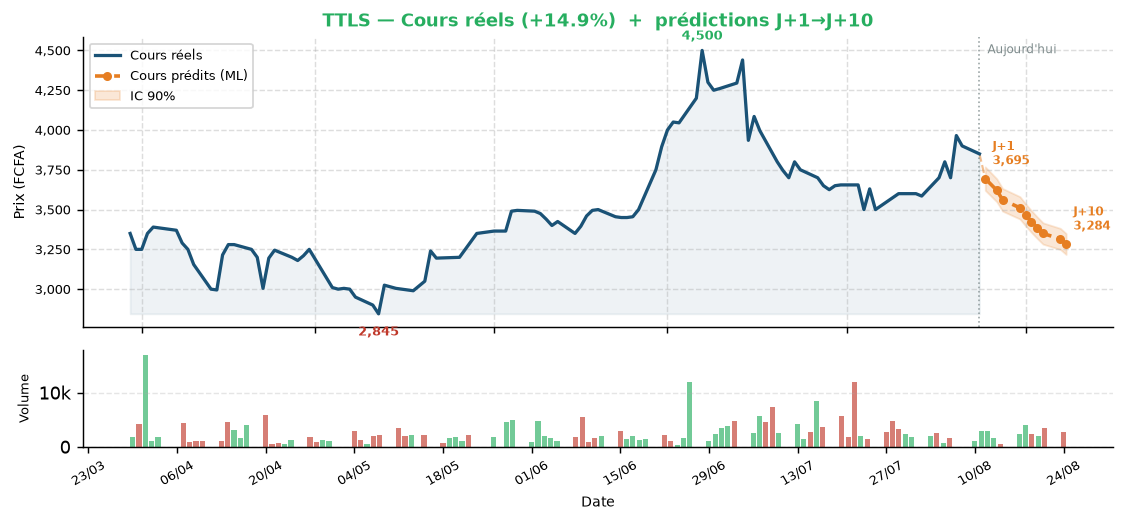 TTLS — Cours réels (+14.9%)  +  prédictions J+1→J+10
4,500
Aujourd'hui
Cours réels
Cours prédits (ML)
IC 90%
4,500
4,250
4,000
3,750
3,500
3,250
3,000
Prix (FCFA)
J+1
3,695
J+10
3,284
2,845
Volume
10k
0
23/03
06/04
20/04
04/05
18/05
01/06
15/06
29/06
13/07
27/07
10/08
24/08
Date